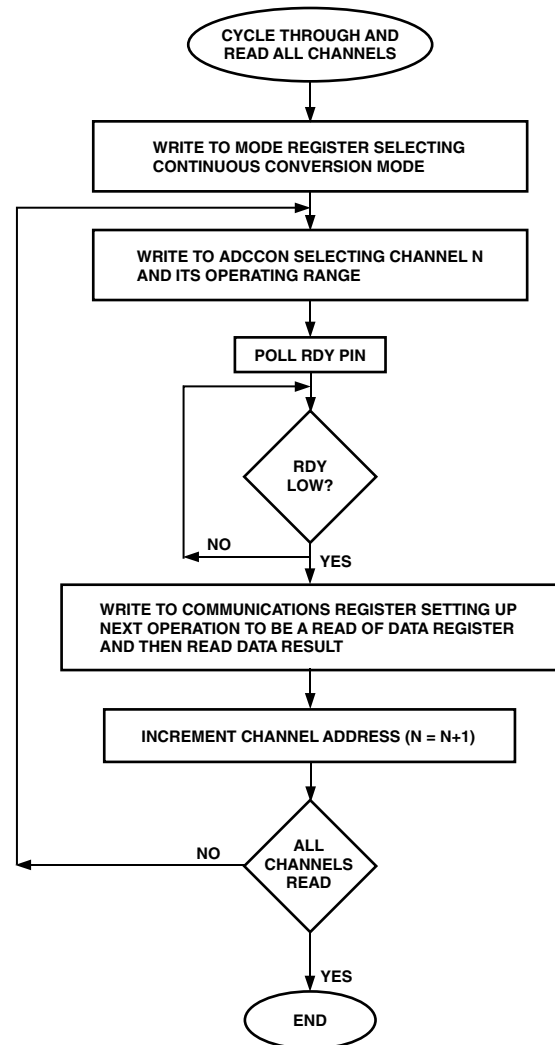 CYCLE THROUGH AND
READ ALL CHANNELS
WRITE TO MODE REGISTER SELECTING
CONTINUOUS CONVERSION MODE
WRITE TO ADCCON SELECTING CHANNEL N
AND ITS OPERATING RANGE
POLL RDY PIN
RDY
LOW?
NO
YES
WRITE TO COMMUNICATIONS REGISTER SETTING UP
NEXT OPERATION TO BE A READ OF DATA REGISTER
AND THEN READ DATA RESULT
INCREMENT CHANNEL ADDRESS (N = N+1)
NO
ALL
CHANNELS
READ
YES
END